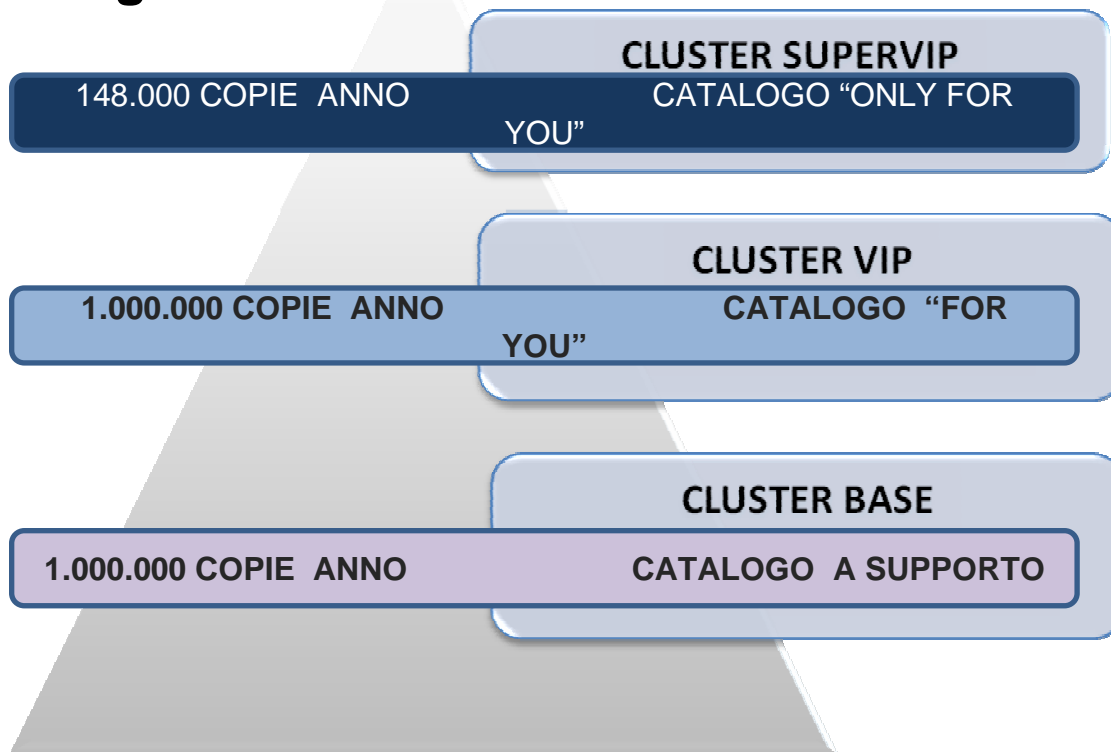 CLUSTER SUPERVIP
148.000 COPIE ANNO CATALOGO “ONLY FOR
YOU”
CLUSTER VIP
1.000.000 COPIE ANNO CATALOGO “FOR
YOU”
CLUSTER BASE
1.000.000 COPIE ANNO CATALOGO A SUPPORTO